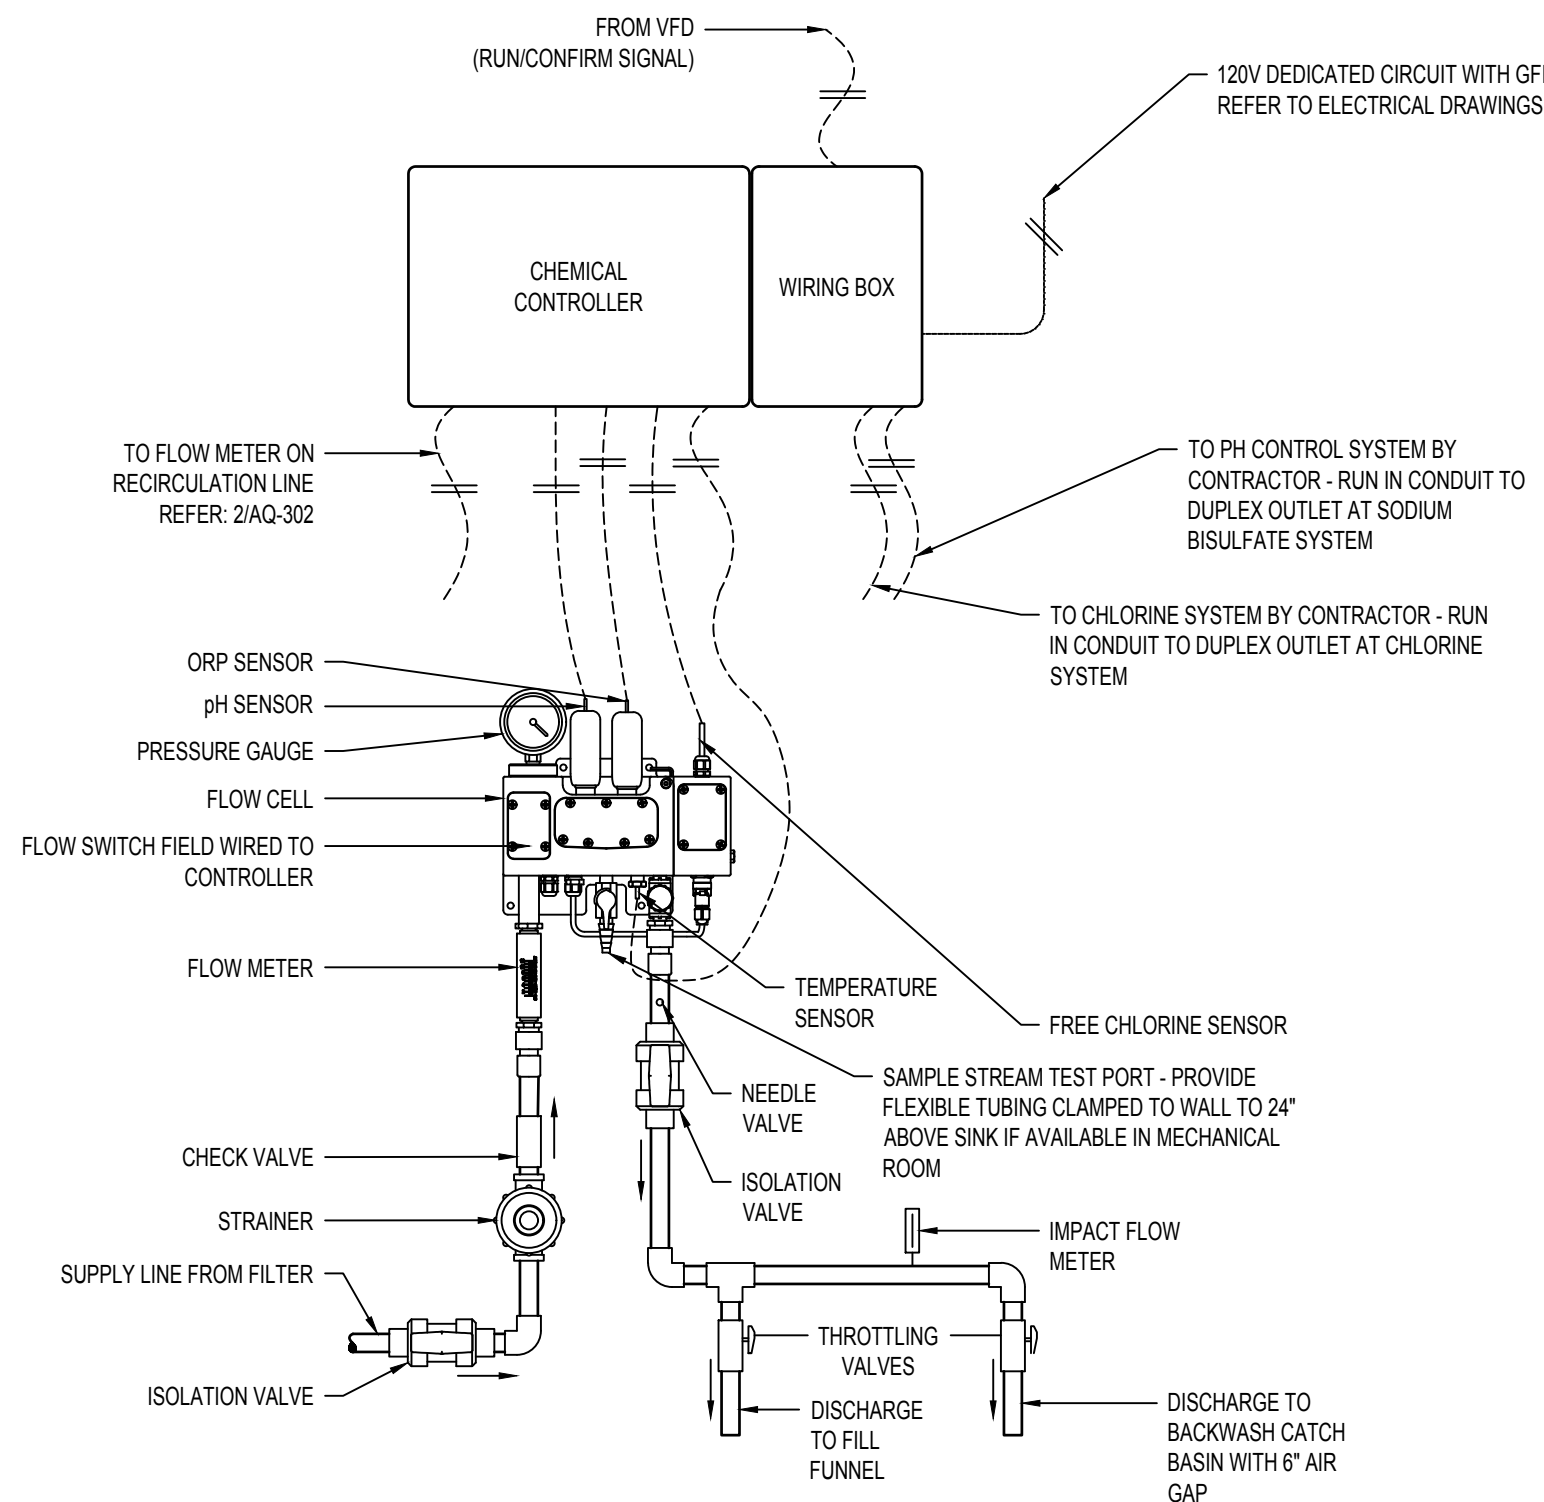 FROM VFD
(RUN/CONFIRM SIGNAL)
120V DEDICATED CIRCUIT WITH
REFER TO ELECTRICAL DRAWINGS
CHEMICAL
CONTROLLER
WIRING BOX
TO FLOW METER ON
RECIRCULATION LINE
REFER: 2/AQ-302
TO PH CONTROL SYSTEM BY
CONTRACTOR - RUN IN CONDUIT TO
DUPLEX OUTLET AT SODIUM
BISULFATE SYSTEM
TO CHLORINE SYSTEM BY CONTRACTOR - RUN
IN CONDUIT TO DUPLEX OUTLET AT CHLORINE
SYSTEM
ORP SENSOR
pH SENSOR
PRESSURE GAUGE
FLOW CELL
FLOW SWITCH FIELD WIRED TO
CONTROLLER
FLOW METER
TEMPERATURE
SENSOR
FREE CHLORINE SENSOR
SAMPLE STREAM TEST PORT - PROVIDE
FLEXIBLE TUBING CLAMPED TO WALL TO 24"
ABOVE SINK IF AVAILABLE IN MECHANICAL
ROOM
NEEDLE
VALVE
CHECK VALVE
ISOLATION
VALVE
STRAINER
IMPACT FLOW
METER
SUPPLY LINE FROM FILTER
THROTTLING
VALVES
ISOLATION VALVE
DISCHARGE
TO FILL
FUNNEL
DISCHARGE TO
BACKWASH CATCH
BASIN WITH 6" AIR
GAP